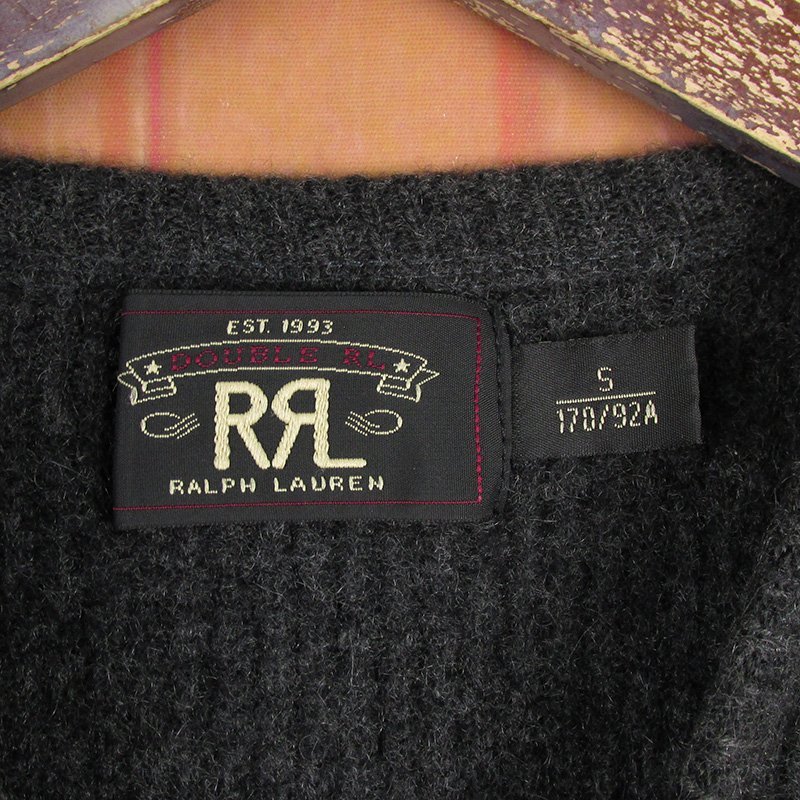 EST. 1993
DOUBLE RL
RRL
RALPH LAUREN
S
170/92A